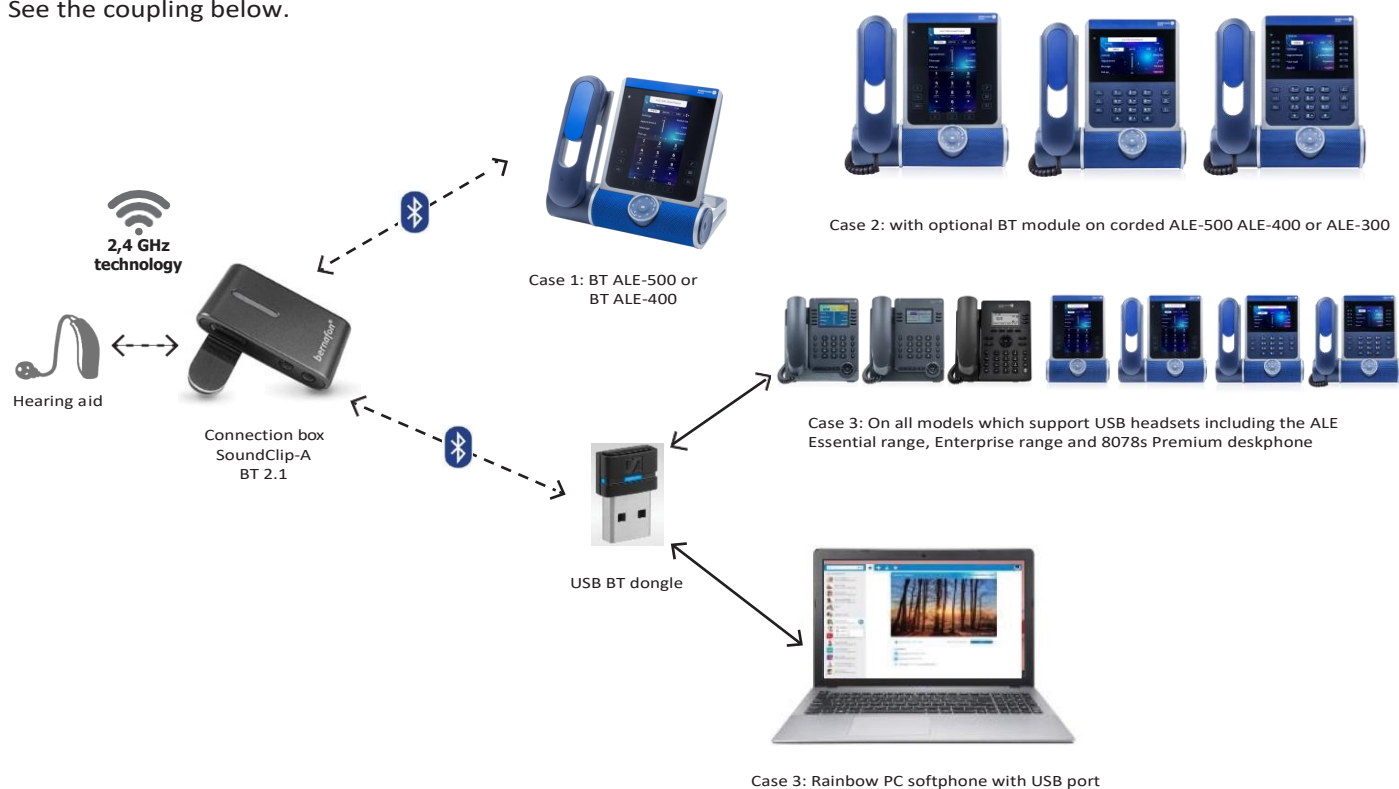 See the coupling below.
2,4 GHz
technology
Hearing aid
bernafon®
Connection box
SoundClip-A
BT 2.1
Case 1: BT ALE-500 or
BT ALE-400
Case 2: with optional BT module on corded ALE-500 ALE-400 or ALE-300
Case 3: On all models which support USB headsets including the ALE
Essential range, Enterprise range and 8078s Premium deskphone
USB BT dongle
Case 3: Rainbow PC softphone with USB port